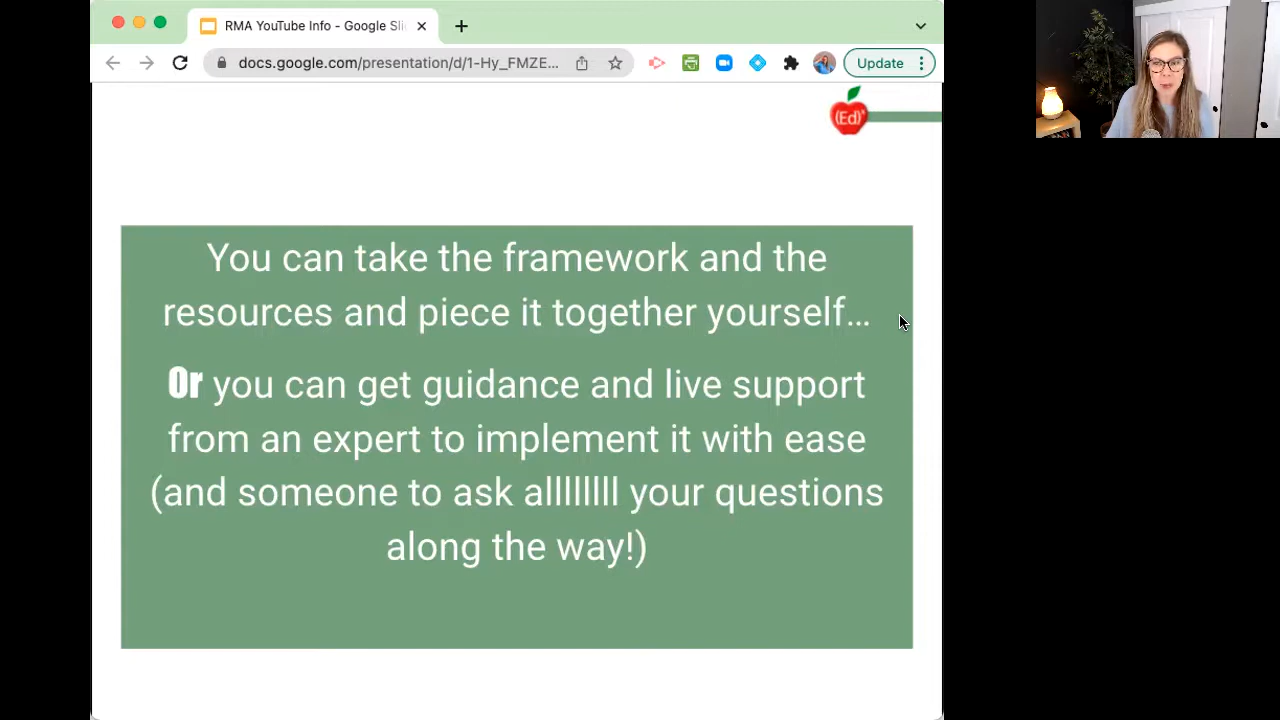 RMA YouTube Info - Google Sli
docs.google.com/presentation/d/1-Hy_FMZE...
Update
(Ed)
You can take the framework and the
resources and piece it together yourself...
Or you can get guidance and live support
from an expert to implement it with ease
(and someone to ask allllllll your questions
along the way!)